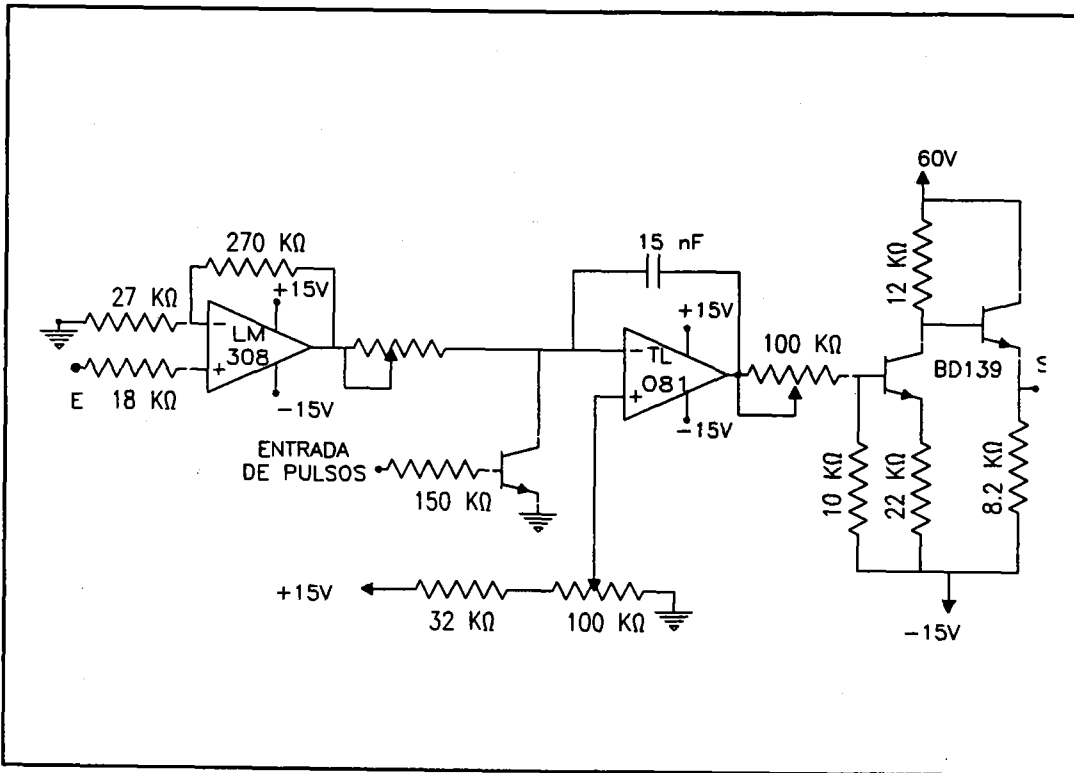 60V
270 KΩ
15 nF
+15V
27 KΩ
12 KΩ
+15V
LM
308
−
+
100 KΩ
− TL
081
+
BD139
S
E
18 KΩ
−15V
−15V
ENTRADA
DE PULSOS
150 KΩ
10 KΩ
22 KΩ
8.2 KΩ
+15V
32 KΩ
100 KΩ
−15V